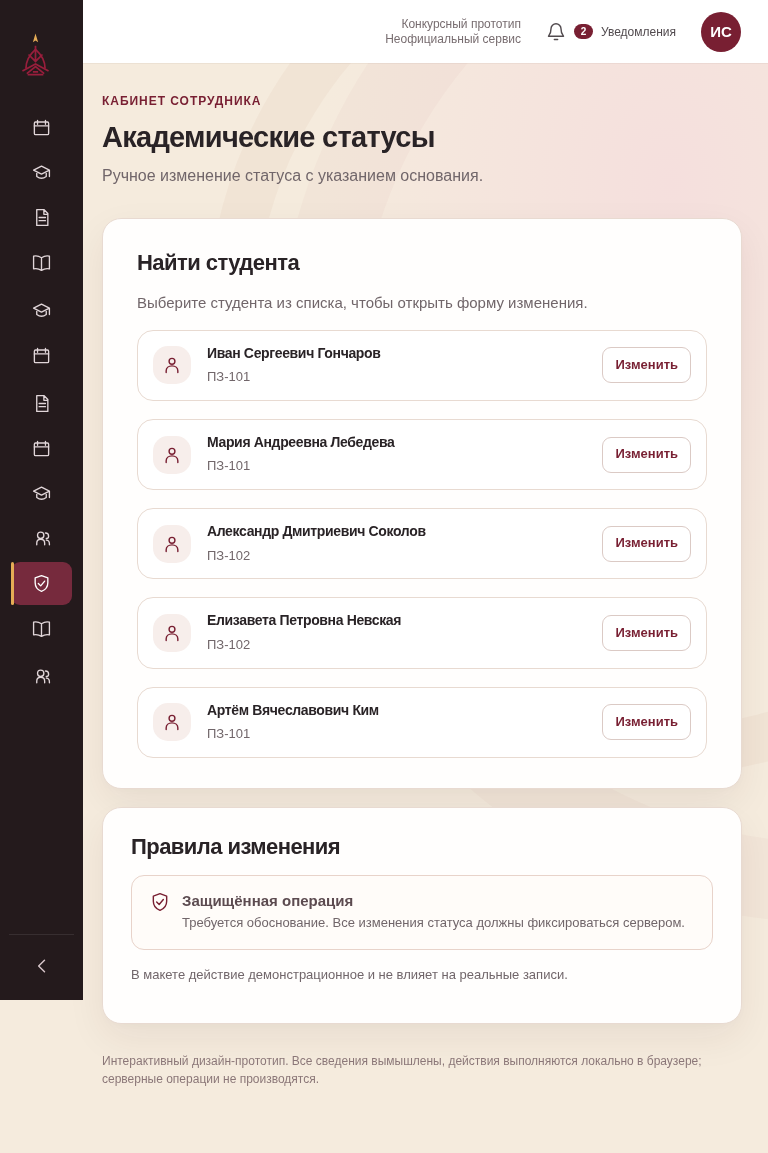 Конкурсный прототип
Неофициальный сервис
2
Уведомления
ИС
КАБИНЕТ СОТРУДНИКА
Академические статусы
Ручное изменение статуса с указанием основания.
Найти студента
Выберите студента из списка, чтобы открыть форму изменения.
Иван Сергеевич Гончаров
ПЗ-101
Изменить
Мария Андреевна Лебедева
ПЗ-101
Изменить
Александр Дмитриевич Соколов
ПЗ-102
Изменить
Елизавета Петровна Невская
ПЗ-102
Изменить
Артём Вячеславович Ким
ПЗ-101
Изменить
Правила изменения
Защищённая операция
Требуется обоснование. Все изменения статуса должны фиксироваться сервером.
В макете действие демонстрационное и не влияет на реальные записи.
Интерактивный дизайн-прототип. Все сведения вымышлены, действия выполняются локально в браузере;
серверные операции не производятся.